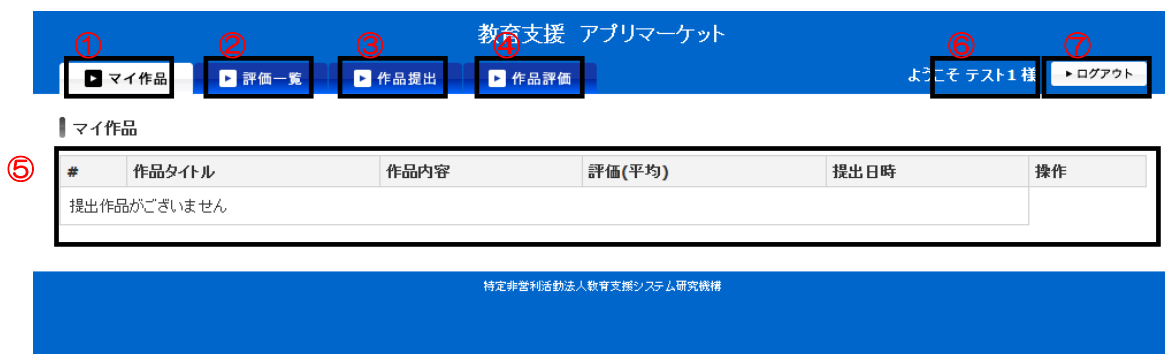 教育支援 アプリマーケット
① ② ③ ④ ⑥ ⑦
マイ作品 評価一覧 作品提出 作品評価 ようこそ テスト1 様 ログアウト
マイ作品
⑤
# 作品タイトル 作品内容 評価(平均) 提出日時 操作
提出作品がございません
特定非営利活動法人教育支援システム研究機構